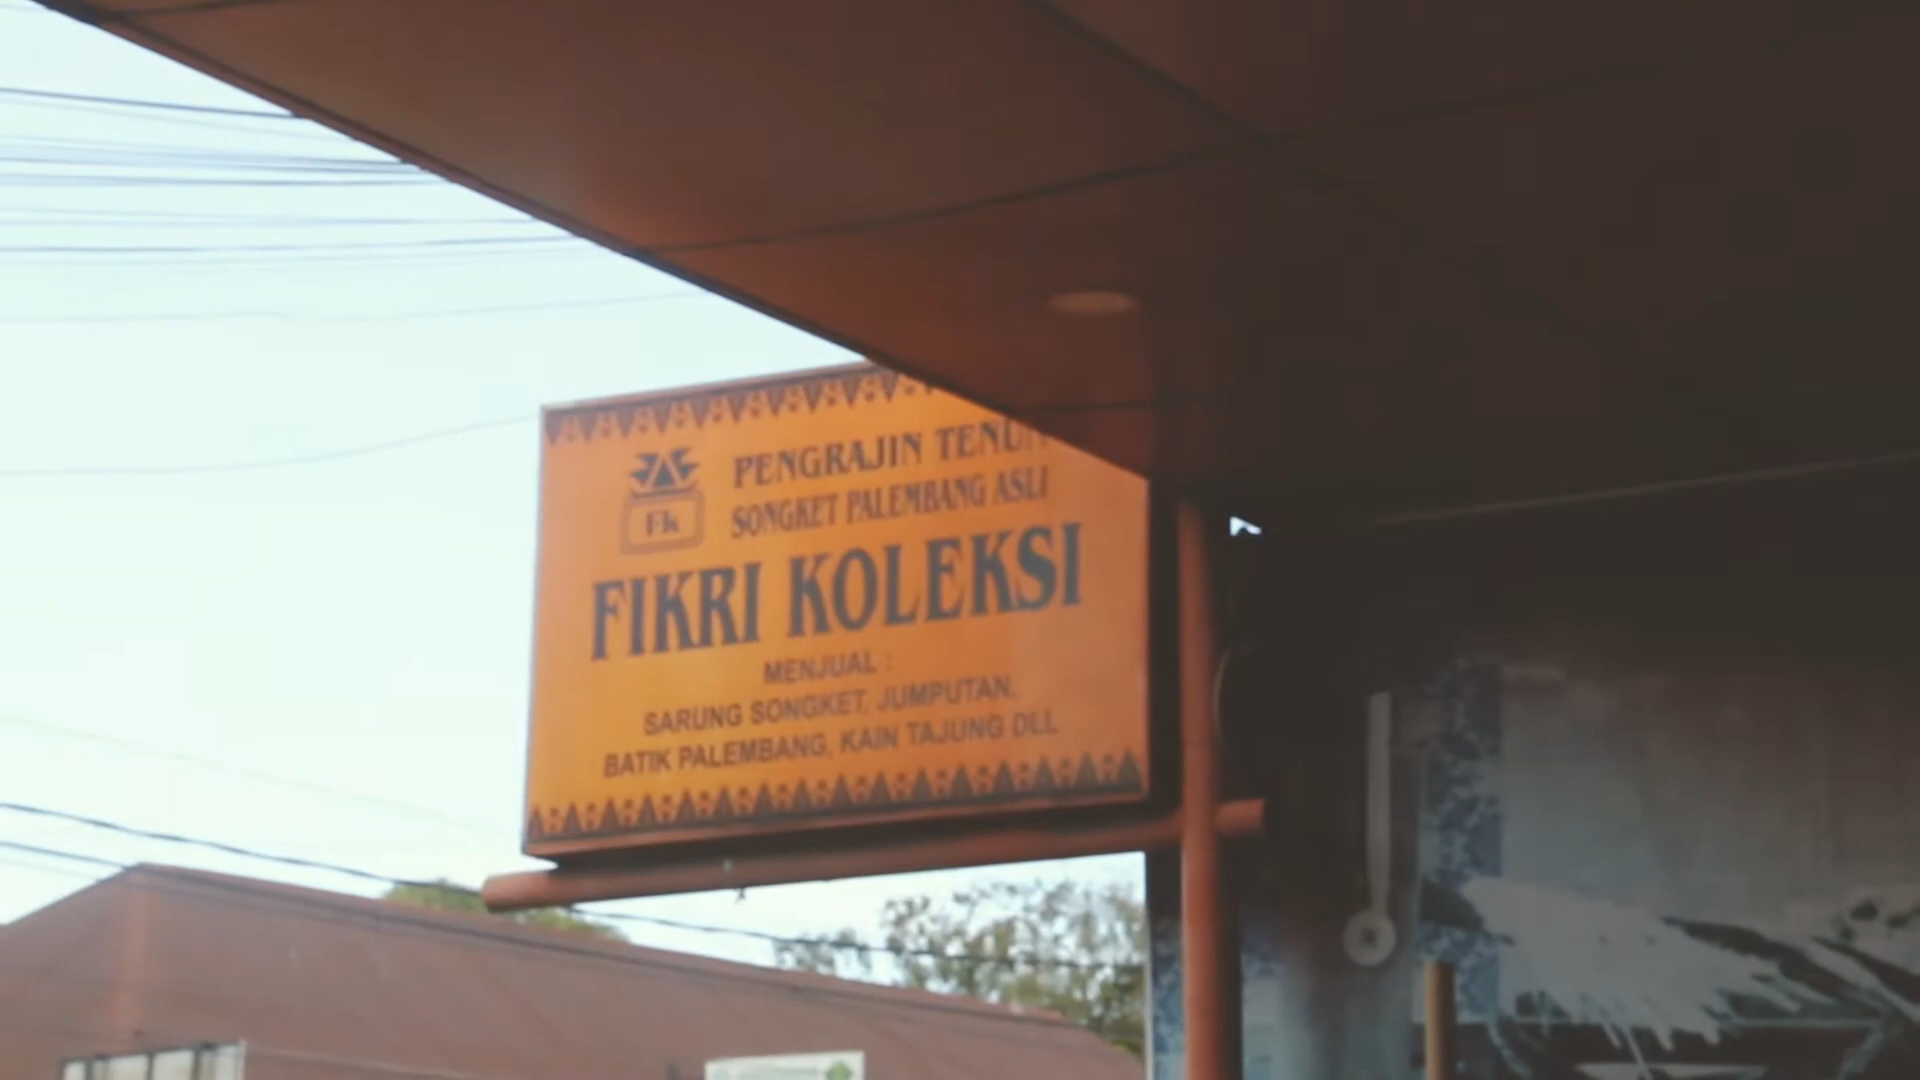 PENGRAJIN TENUN
SONGKET PALEMBANG ASLI
Fk
FIKRI KOLEKSI
MENJUAL :
SARUNG SONGKET, JUMPUTAN,
BATIK PALEMBANG, KAIN TAJUNG DLL